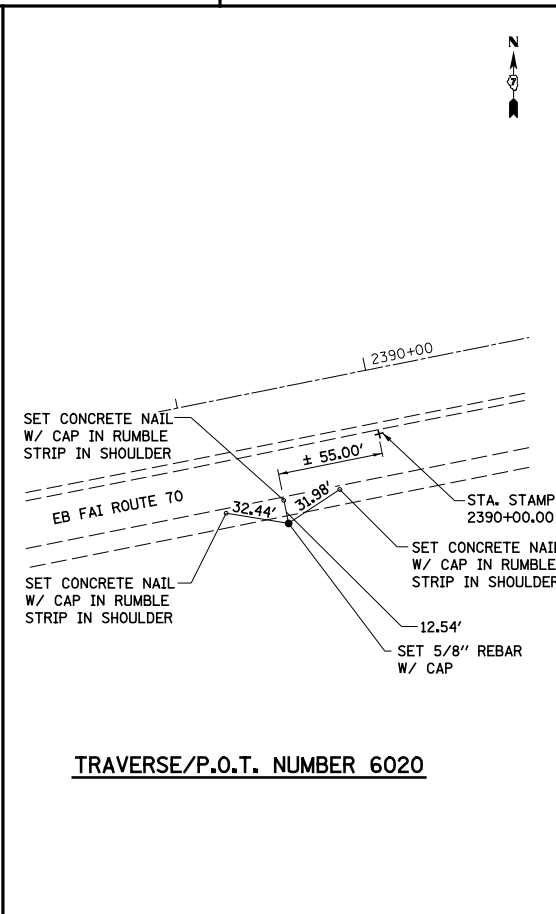 N
2390+00
SET CONCRETE NAIL
W/ CAP IN RUMBLE
STRIP IN SHOULDER
± 55.00'
EB FAI ROUTE 70
32.44'
31.98'
STA. STAMP
2390+00.00
SET CONCRETE NAIL
W/ CAP IN RUMBLE
STRIP IN SHOULDER
SET CONCRETE NAIL
W/ CAP IN RUMBLE
STRIP IN SHOULDER
12.54'
SET 5/8" REBAR
W/ CAP
TRAVERSE/P.O.T. NUMBER 6020